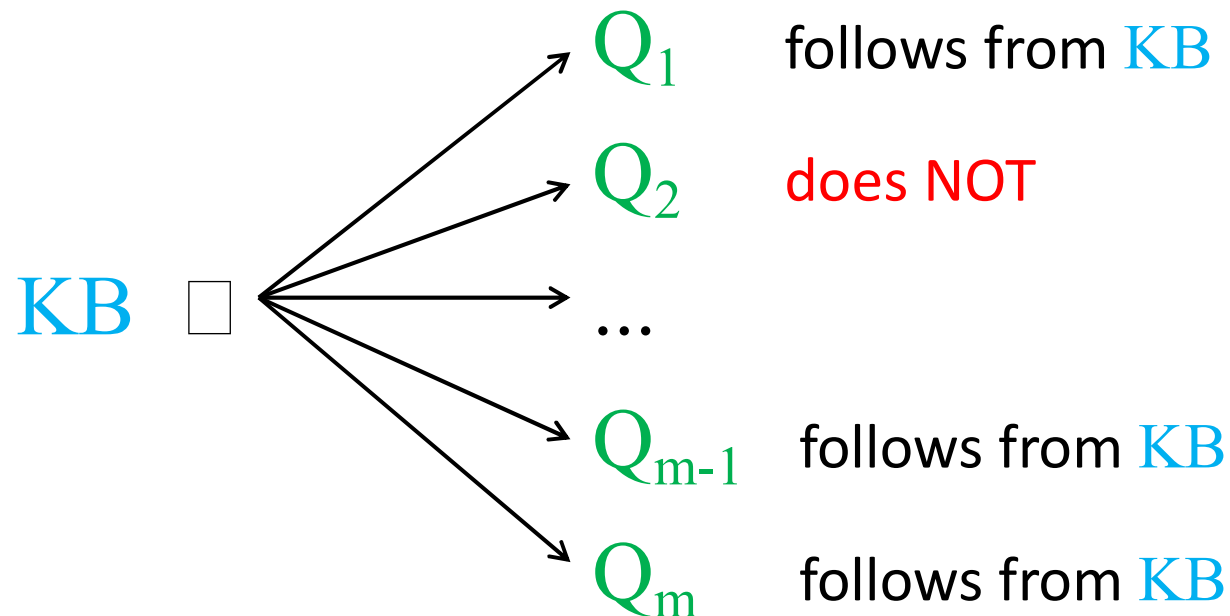 Q₁ follows from KB
Q₂ does NOT
KB □ ...
Qₘ₋₁ follows from KB
Qₘ follows from KB